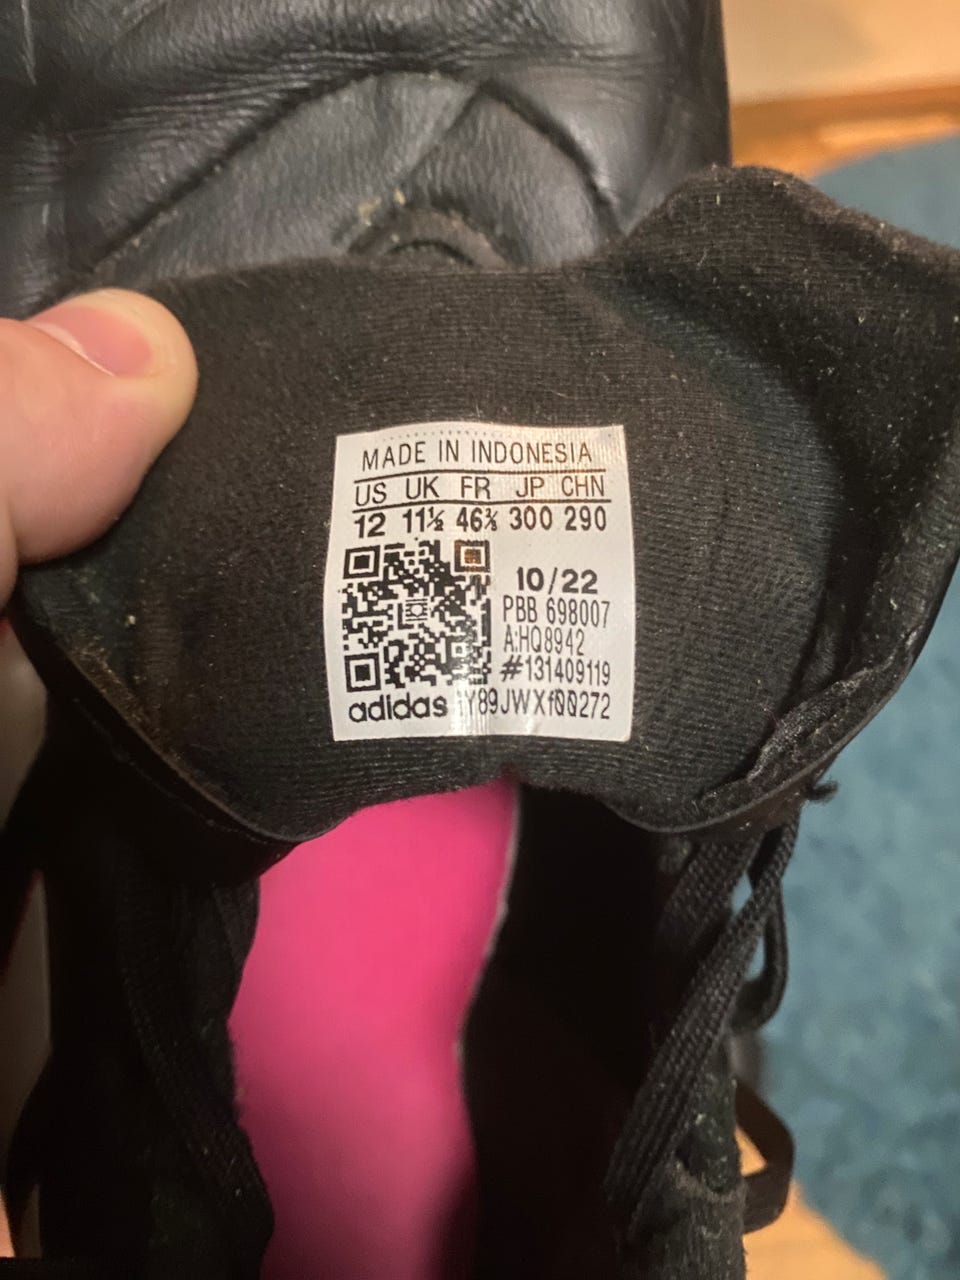 MADE IN INDONESIA
US UK FR JP CHN
12 11½ 46⅔ 300 290
10/22
PBB 698007
A:HQ8942
#131409119
adidas